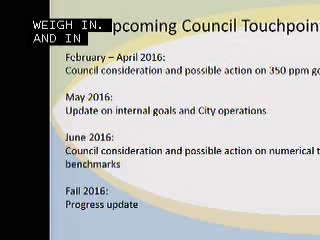 WEIGH IN.
AND IN
pcoming Council Touchpoin
February – April 2016:
Council consideration and possible action on 350 ppm go
May 2016:
Update on internal goals and City operations
June 2016:
Council consideration and possible action on numerical t
benchmarks
Fall 2016:
Progress update